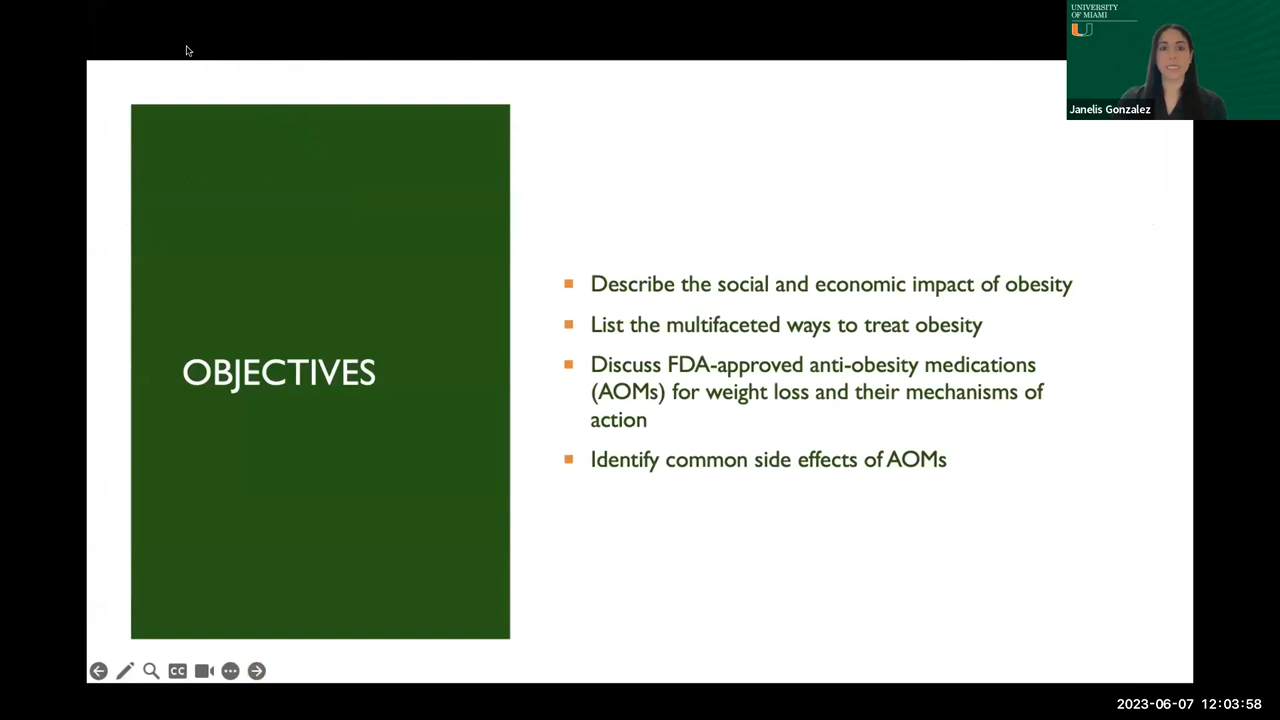 UNIVERSITY
OF MIAMI
Janelis Gonzalez
OBJECTIVES
Describe the social and economic impact of obesity
List the multifaceted ways to treat obesity
Discuss FDA-approved anti-obesity medications
(AOMs) for weight loss and their mechanisms of
action
Identify common side effects of AOMs
CC
2023-06-07 12:03:58